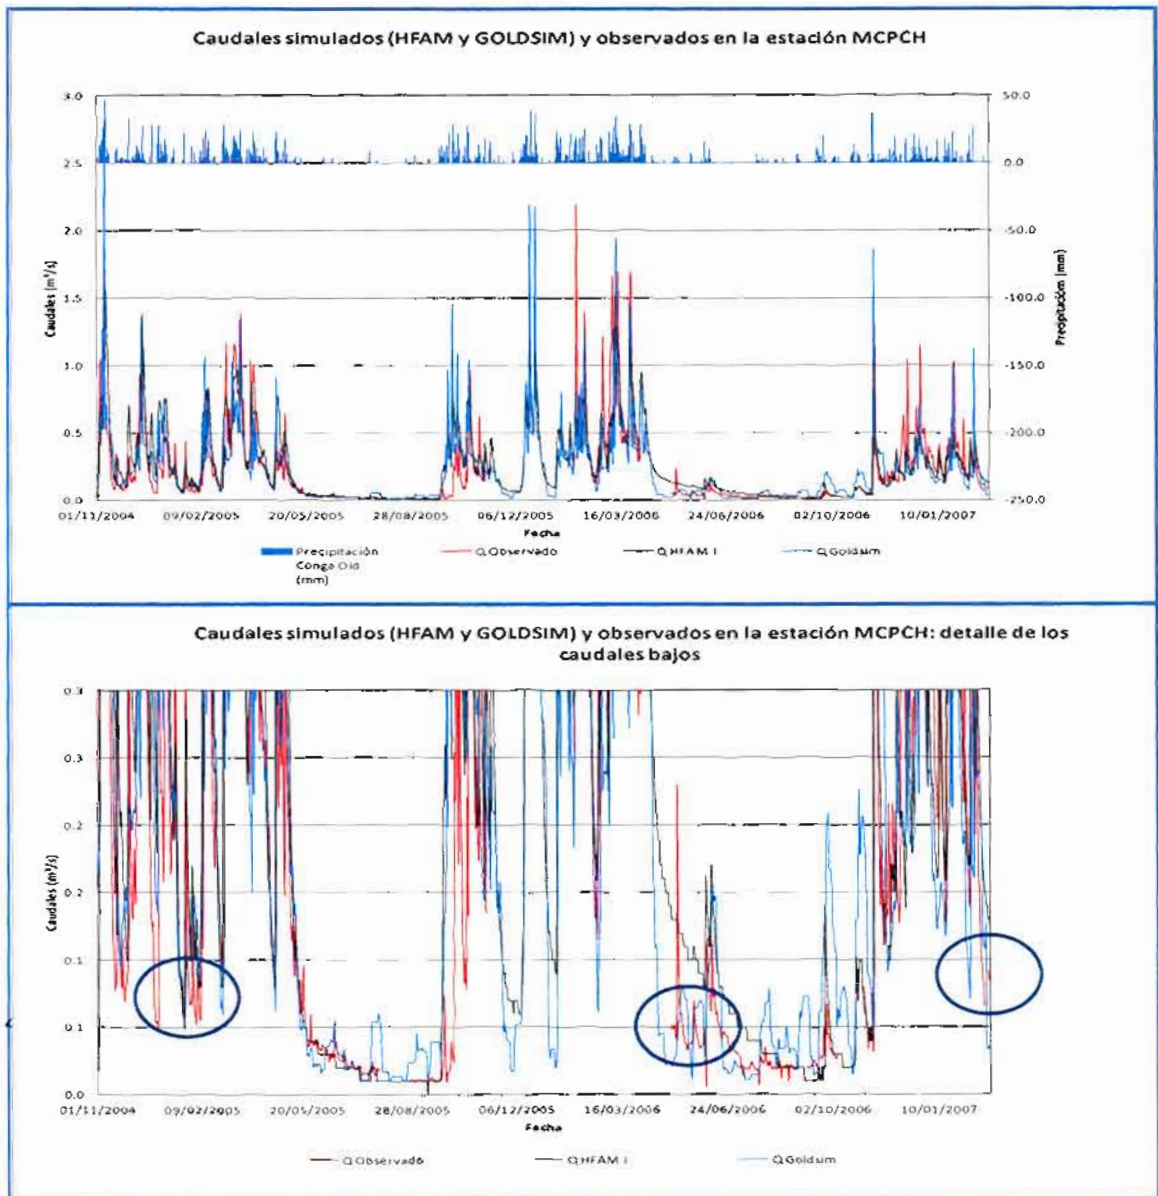 Caudales simulados (HFAM y GOLDSIM) y observados en la estación MCPCH
3.0
2.5
2.0
1.5
1.0
0.5
0.0
Caudales (m³/s)
50.0
0.0
-50.0
-100.0
-150.0
-200.0
-250.0
Precipitación (mm)
01/11/2004 09/02/2005 20/05/2005 28/08/2005 06/12/2005 16/03/2006 24/06/2006 02/10/2006 10/01/2007
Fecha
Precipitación Conga Old (mm)
Q Observado
Q HFAM I
Q Goldsim
Caudales simulados (HFAM y GOLDSIM) y observados en la estación MCPCH: detalle de los
caudales bajos
0.3
0.3
0.2
0.2
0.1
0.1
0.0
Caudales (m³/s)
01/11/2004 09/02/2005 20/05/2005 28/08/2005 06/12/2005 16/03/2006 24/06/2006 02/10/2006 10/01/2007
Fecha
Q Observado
Q HFAM I
Q Goldsim